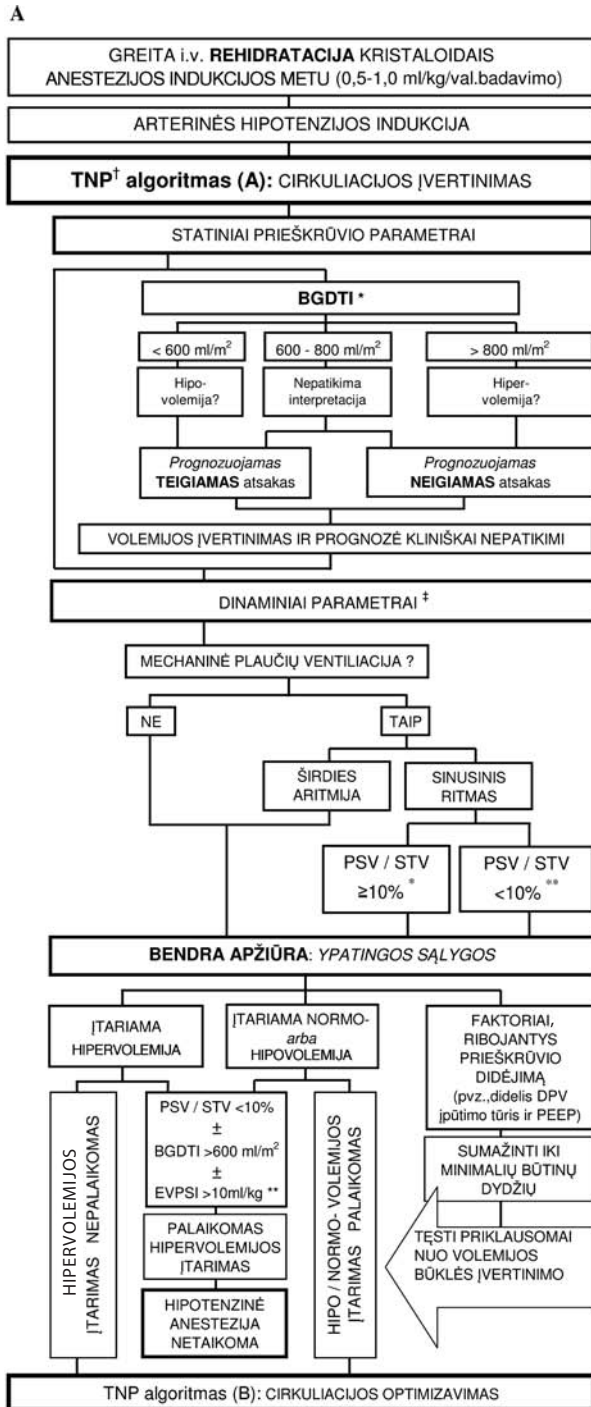 A
GREITA i.v. REHIDRATACIJA KRISTALOIDAIS
ANESTEZIJOS INDUKCIJOS METU (0,5-1,0 ml/kg/val.badavimo)
ARTERINĖS HIPOTENZIJOS INDUKCIJA
TNP† algoritmas (A): CIRKULIACIJOS ĮVERTINIMAS
STATINIAI PRIEŠKRŪVIO PARAMETRAI
BGDTI *
< 600 ml/m²
600 - 800 ml/m²
> 800 ml/m²
Hipo-
volemija?
Nepatikima
interpretacija
Hiper-
volemija?
Prognozuojamas
TEIGIAMAS atsakas
Prognozuojamas
NEIGIAMAS atsakas
VOLEMIJOS ĮVERTINIMAS IR PROGNOZĖ KLINIŠKAI NEPATIKIMI
DINAMINIAI PARAMETRAI ‡
MECHANINĖ PLAUČIŲ VENTILIACIJA ?
NE
TAIP
ŠIRDIES
ARITMIJA
SINUSINIS
RITMAS
PSV / STV
≥10% *
PSV / STV
<10% **
BENDRA APŽIŪRA: YPATINGOS SĄLYGOS
ĮTARIAMA
HIPERVOLEMIJA
ĮTARIAMA NORMO-
arba
HIPOVOLEMIJA
FAKTORIAI,
RIBOJANTYS
PRIEŠKRŪVIO
DIDĖJIMĄ
(pvz.,didelis DPV
įpūtimo tūris ir PEEP)
HIPERVOLEMIJOS
ĮTARIMAS NEPALAIKOMAS
PSV / STV <10%
±
BGDTI >600 ml/m²
±
EVPSI >10ml/kg **
PALAIKOMAS
HIPERVOLEMIJOS
ĮTARIMAS
HIPOTENZINĖ
ANESTEZIJA
NETAIKOMA
HIPO / NORMO- VOLEMIJOS
ĮTARIMAS PALAIKOMAS
SUMAŽINTI IKI
MINIMALIŲ BŪTINŲ
DYDŽIŲ
TĘSTI PRIKLAUSOMAI
NUO VOLEMIJOS
BŪKLĖS ĮVERTINIMO
TNP algoritmas (B): CIRKULIACIJOS OPTIMIZAVIMAS